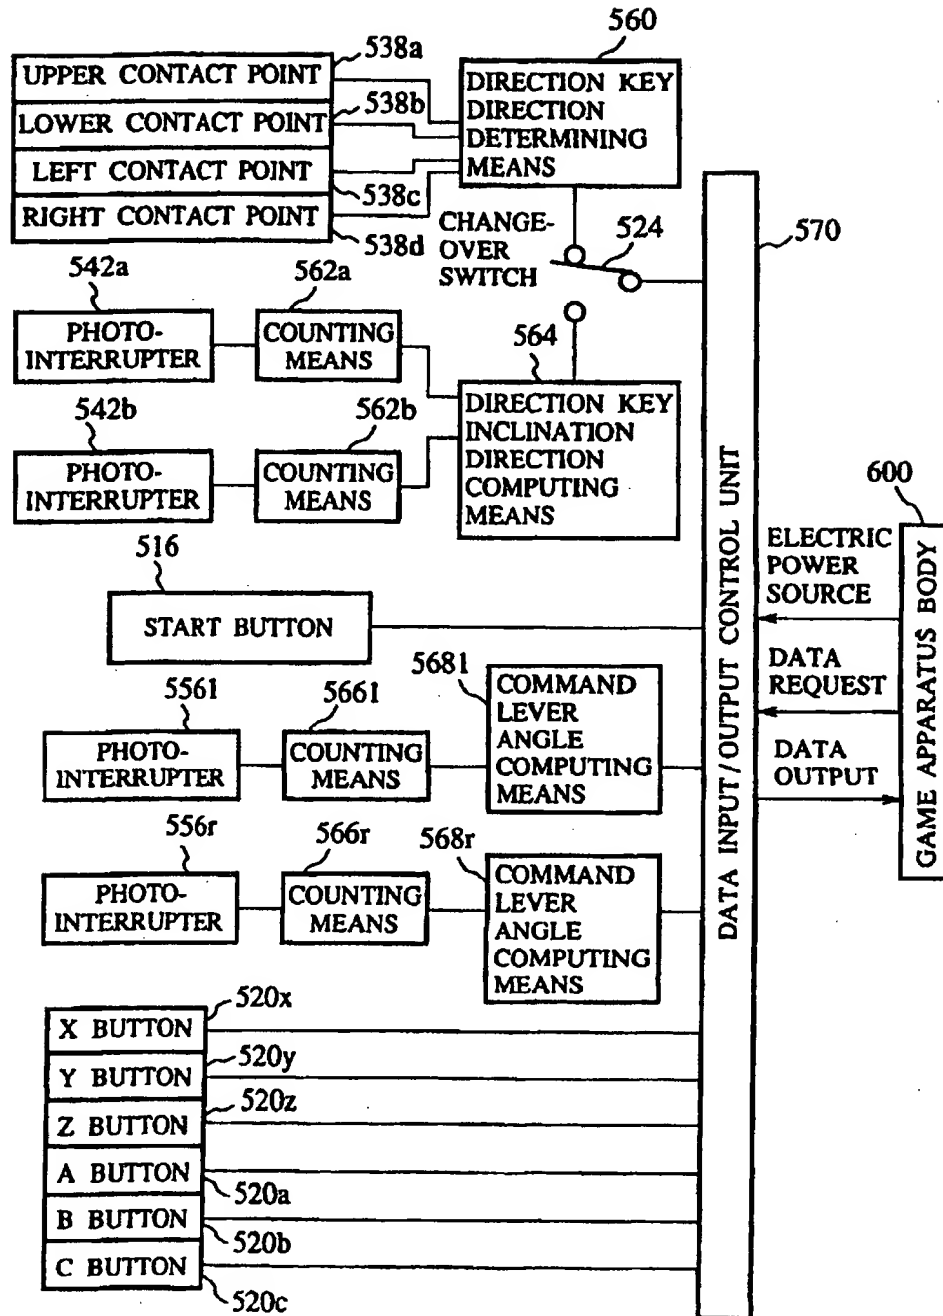 560
538a
UPPER CONTACT POINT
538b
LOWER CONTACT POINT
LEFT CONTACT POINT
538c
RIGHT CONTACT POINT
538d
DIRECTION KEY
DIRECTION
DETERMINING
MEANS
CHANGE-
OVER
SWITCH
524
570
542a
PHOTO-
INTERRUPTER
562a
COUNTING
MEANS
542b
PHOTO-
INTERRUPTER
562b
COUNTING
MEANS
564
DIRECTION KEY
INCLINATION
DIRECTION
COMPUTING
MEANS
516
START BUTTON
5561
PHOTO-
INTERRUPTER
5661
COUNTING
MEANS
5681
COMMAND
LEVER
ANGLE
COMPUTING
MEANS
556r
PHOTO-
INTERRUPTER
566r
COUNTING
MEANS
568r
COMMAND
LEVER
ANGLE
COMPUTING
MEANS
520x
X BUTTON
520y
Y BUTTON
520z
Z BUTTON
A BUTTON
520a
B BUTTON
520b
C BUTTON
520c
DATA INPUT/OUTPUT CONTROL UNIT
ELECTRIC
POWER
SOURCE
DATA
REQUEST
DATA
OUTPUT
600
GAME APPARATUS BODY